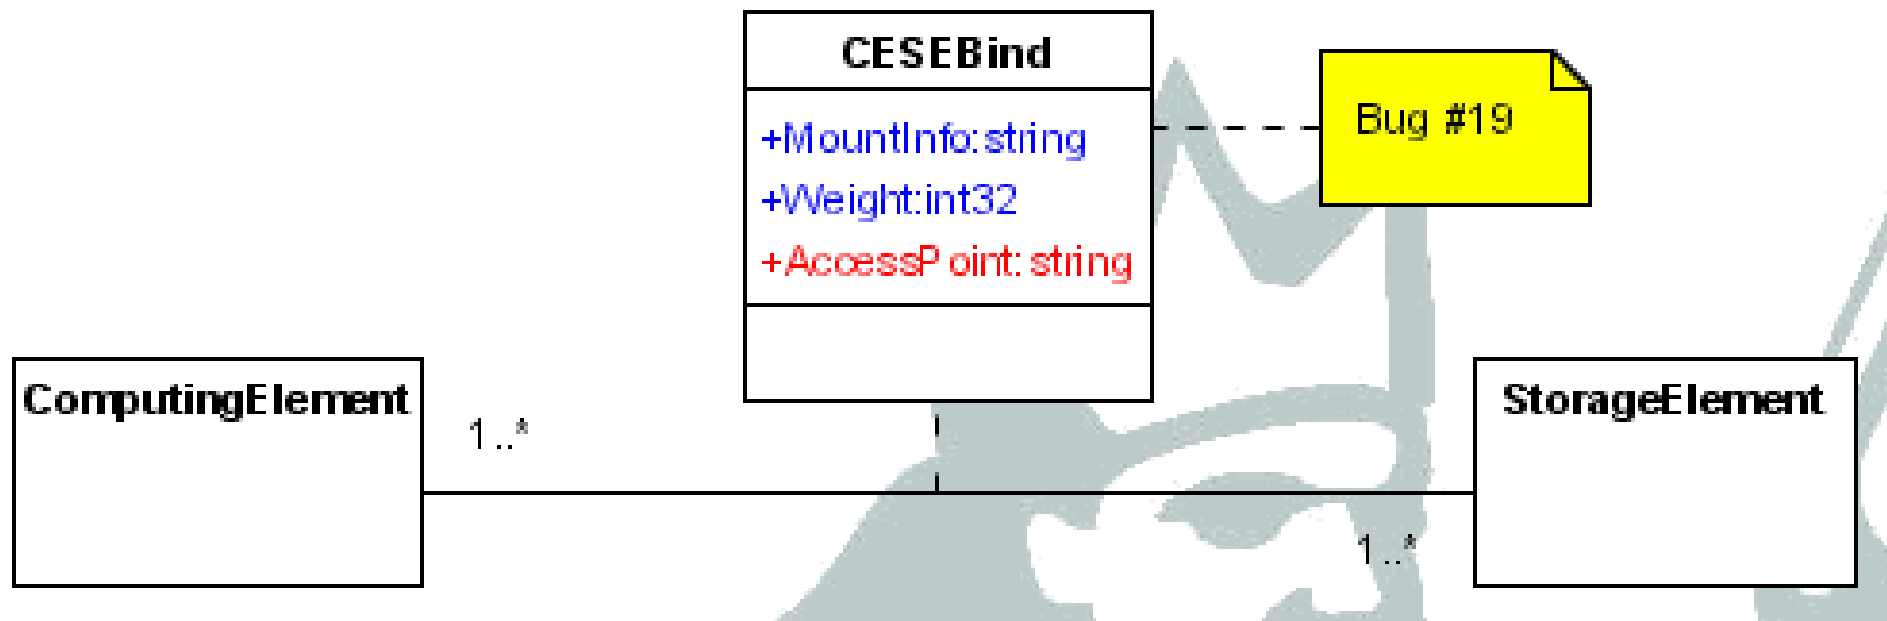 CESEBind
+MountInfo:string
+Weight:int32
+AccessPoint:string
Bug #19
ComputingElement
1..*
StorageElement
1..*